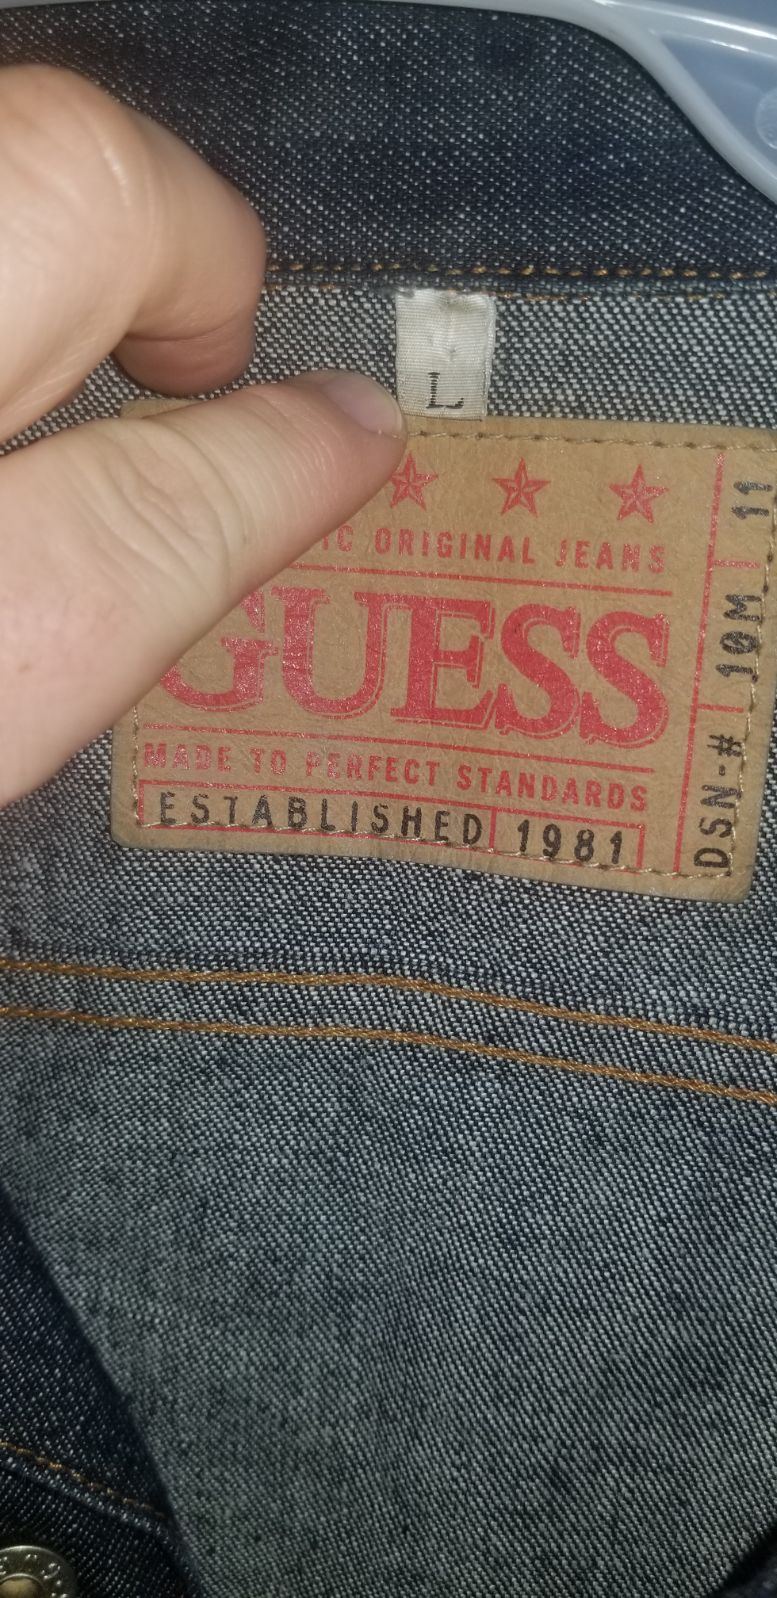 L
ORIGINAL JEANS
GUESS
MADE TO PERFECT STANDARDS
ESTABLISHED 1981
DSN-# 10M 11